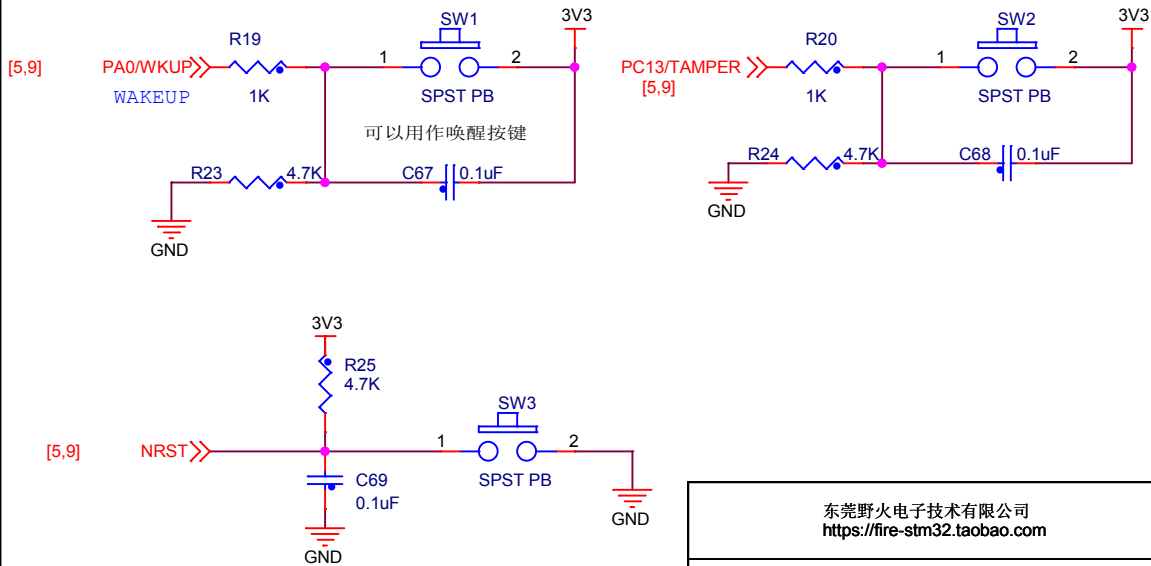 SW1
3V3
SW2
3V3
R19
R20
[5,9]
PA0/WKUP
1
2
PC13/TAMPER
1
2
WAKEUP
1K
SPST PB
[5,9]
1K
SPST PB
可以用作唤醒按键
R23
4.7K
C67
0.1uF
R24
4.7K
C68
0.1uF
GND
GND
3V3
R25
4.7K
SW3
[5,9]
NRST
1
2
SPST PB
C69
0.1uF
GND
GND
东莞野火电子技术有限公司
https://fire-stm32.taobao.com